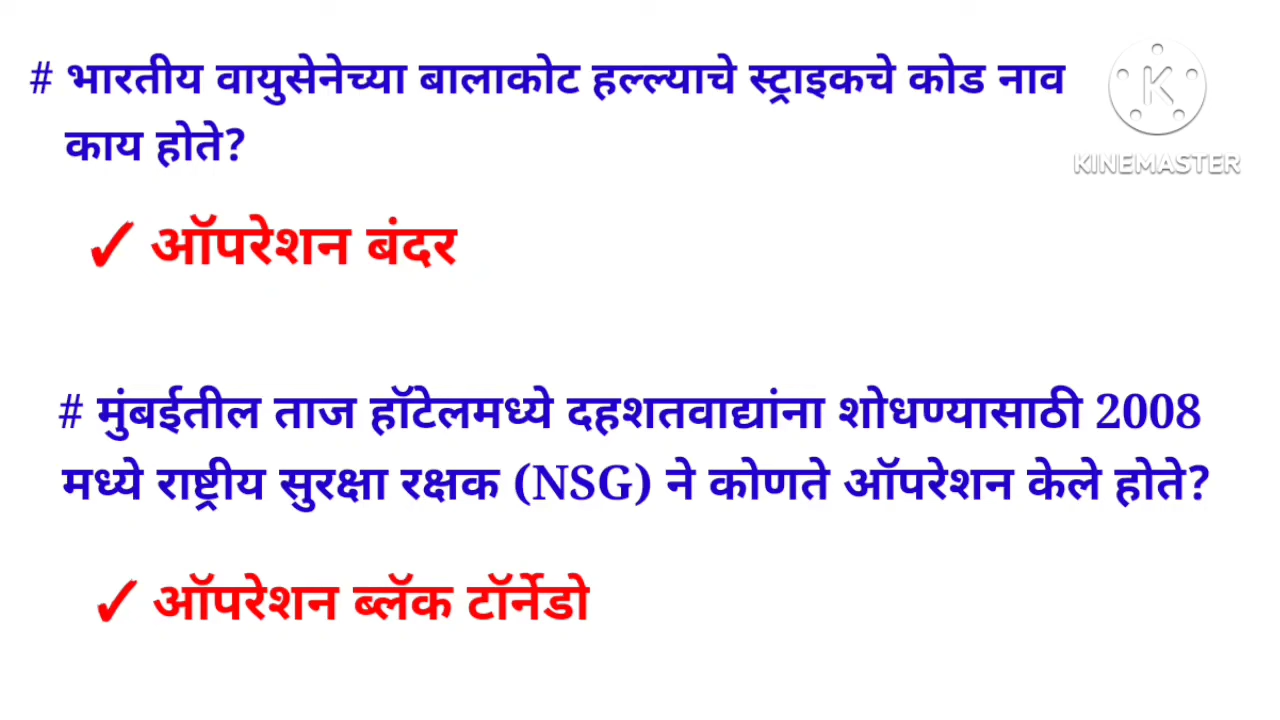 # भारतीय वायुसेनेच्या बालाकोट हल्ल्याचे स्ट्राइकचे कोड नाव
काय होते?
K
KINEMASTER
✓ ऑपरेशन बंदर
# मुंबईतील ताज हॉटेलमध्ये दहशतवाद्यांना शोधण्यासाठी 2008
मध्ये राष्ट्रीय सुरक्षा रक्षक (NSG) ने कोणते ऑपरेशन केले होते?
✓ ऑपरेशन ब्लॅक टॉर्नेडो